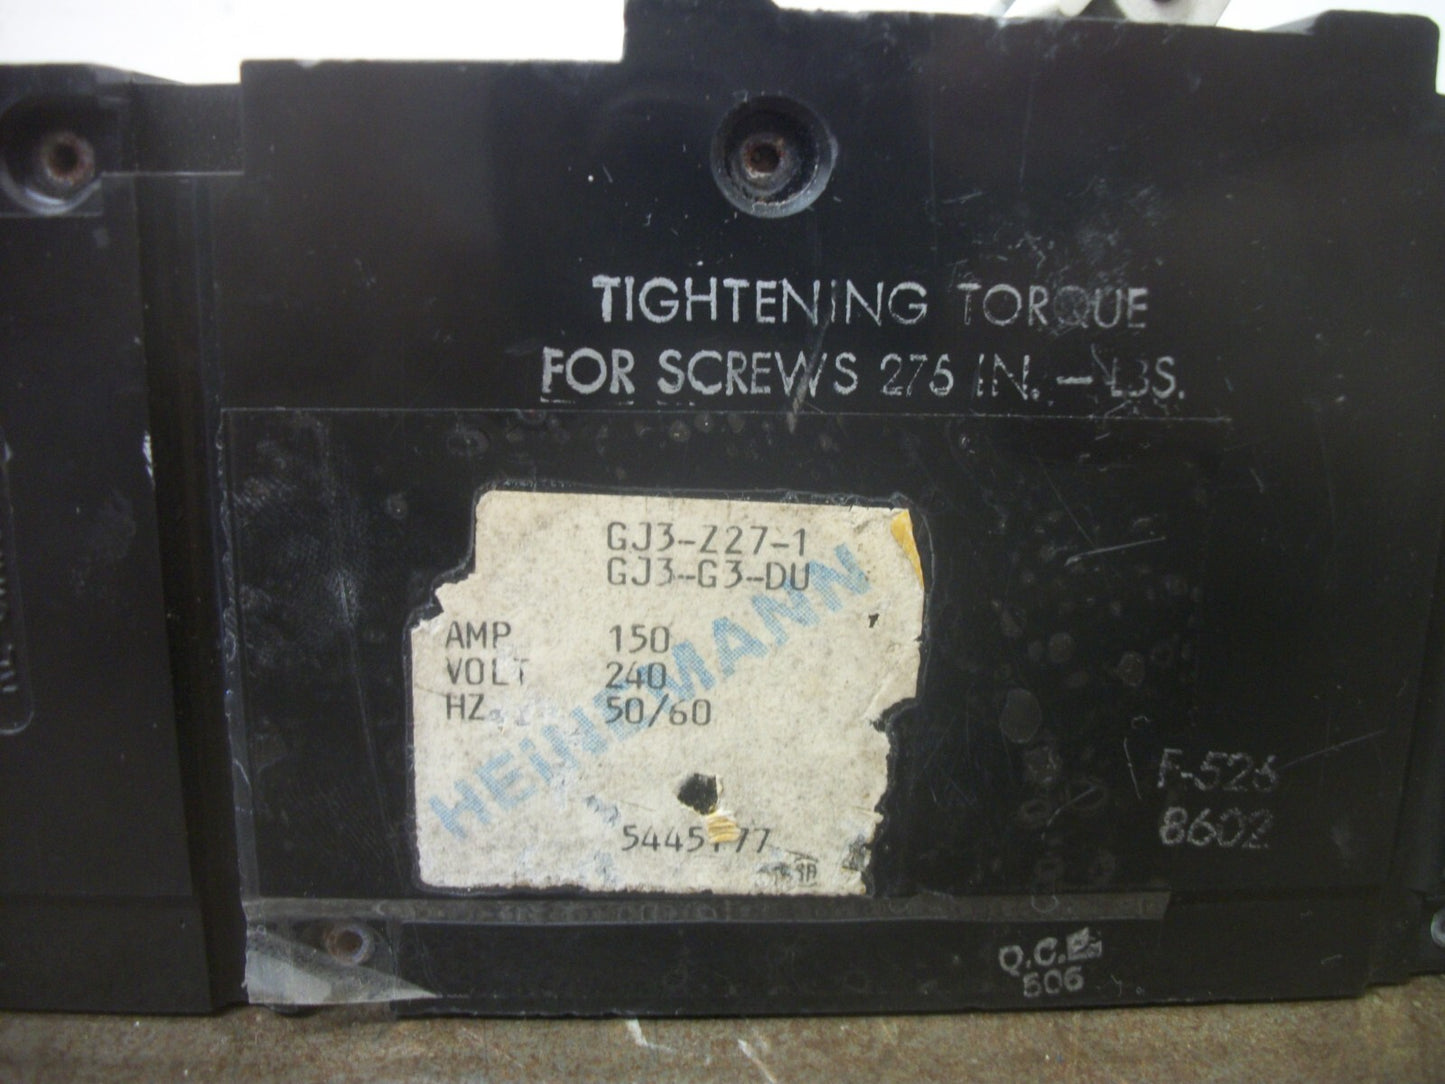 TIGHTENING TORQUE
FOR SCREWS 275 IN. - LBS.
GJ3-Z27-1
GJ3-G3-DU
AMP 150
VOLT 240
HZ. 50/60
HEINEMANN
F-526
8602
Q.C.E.
506